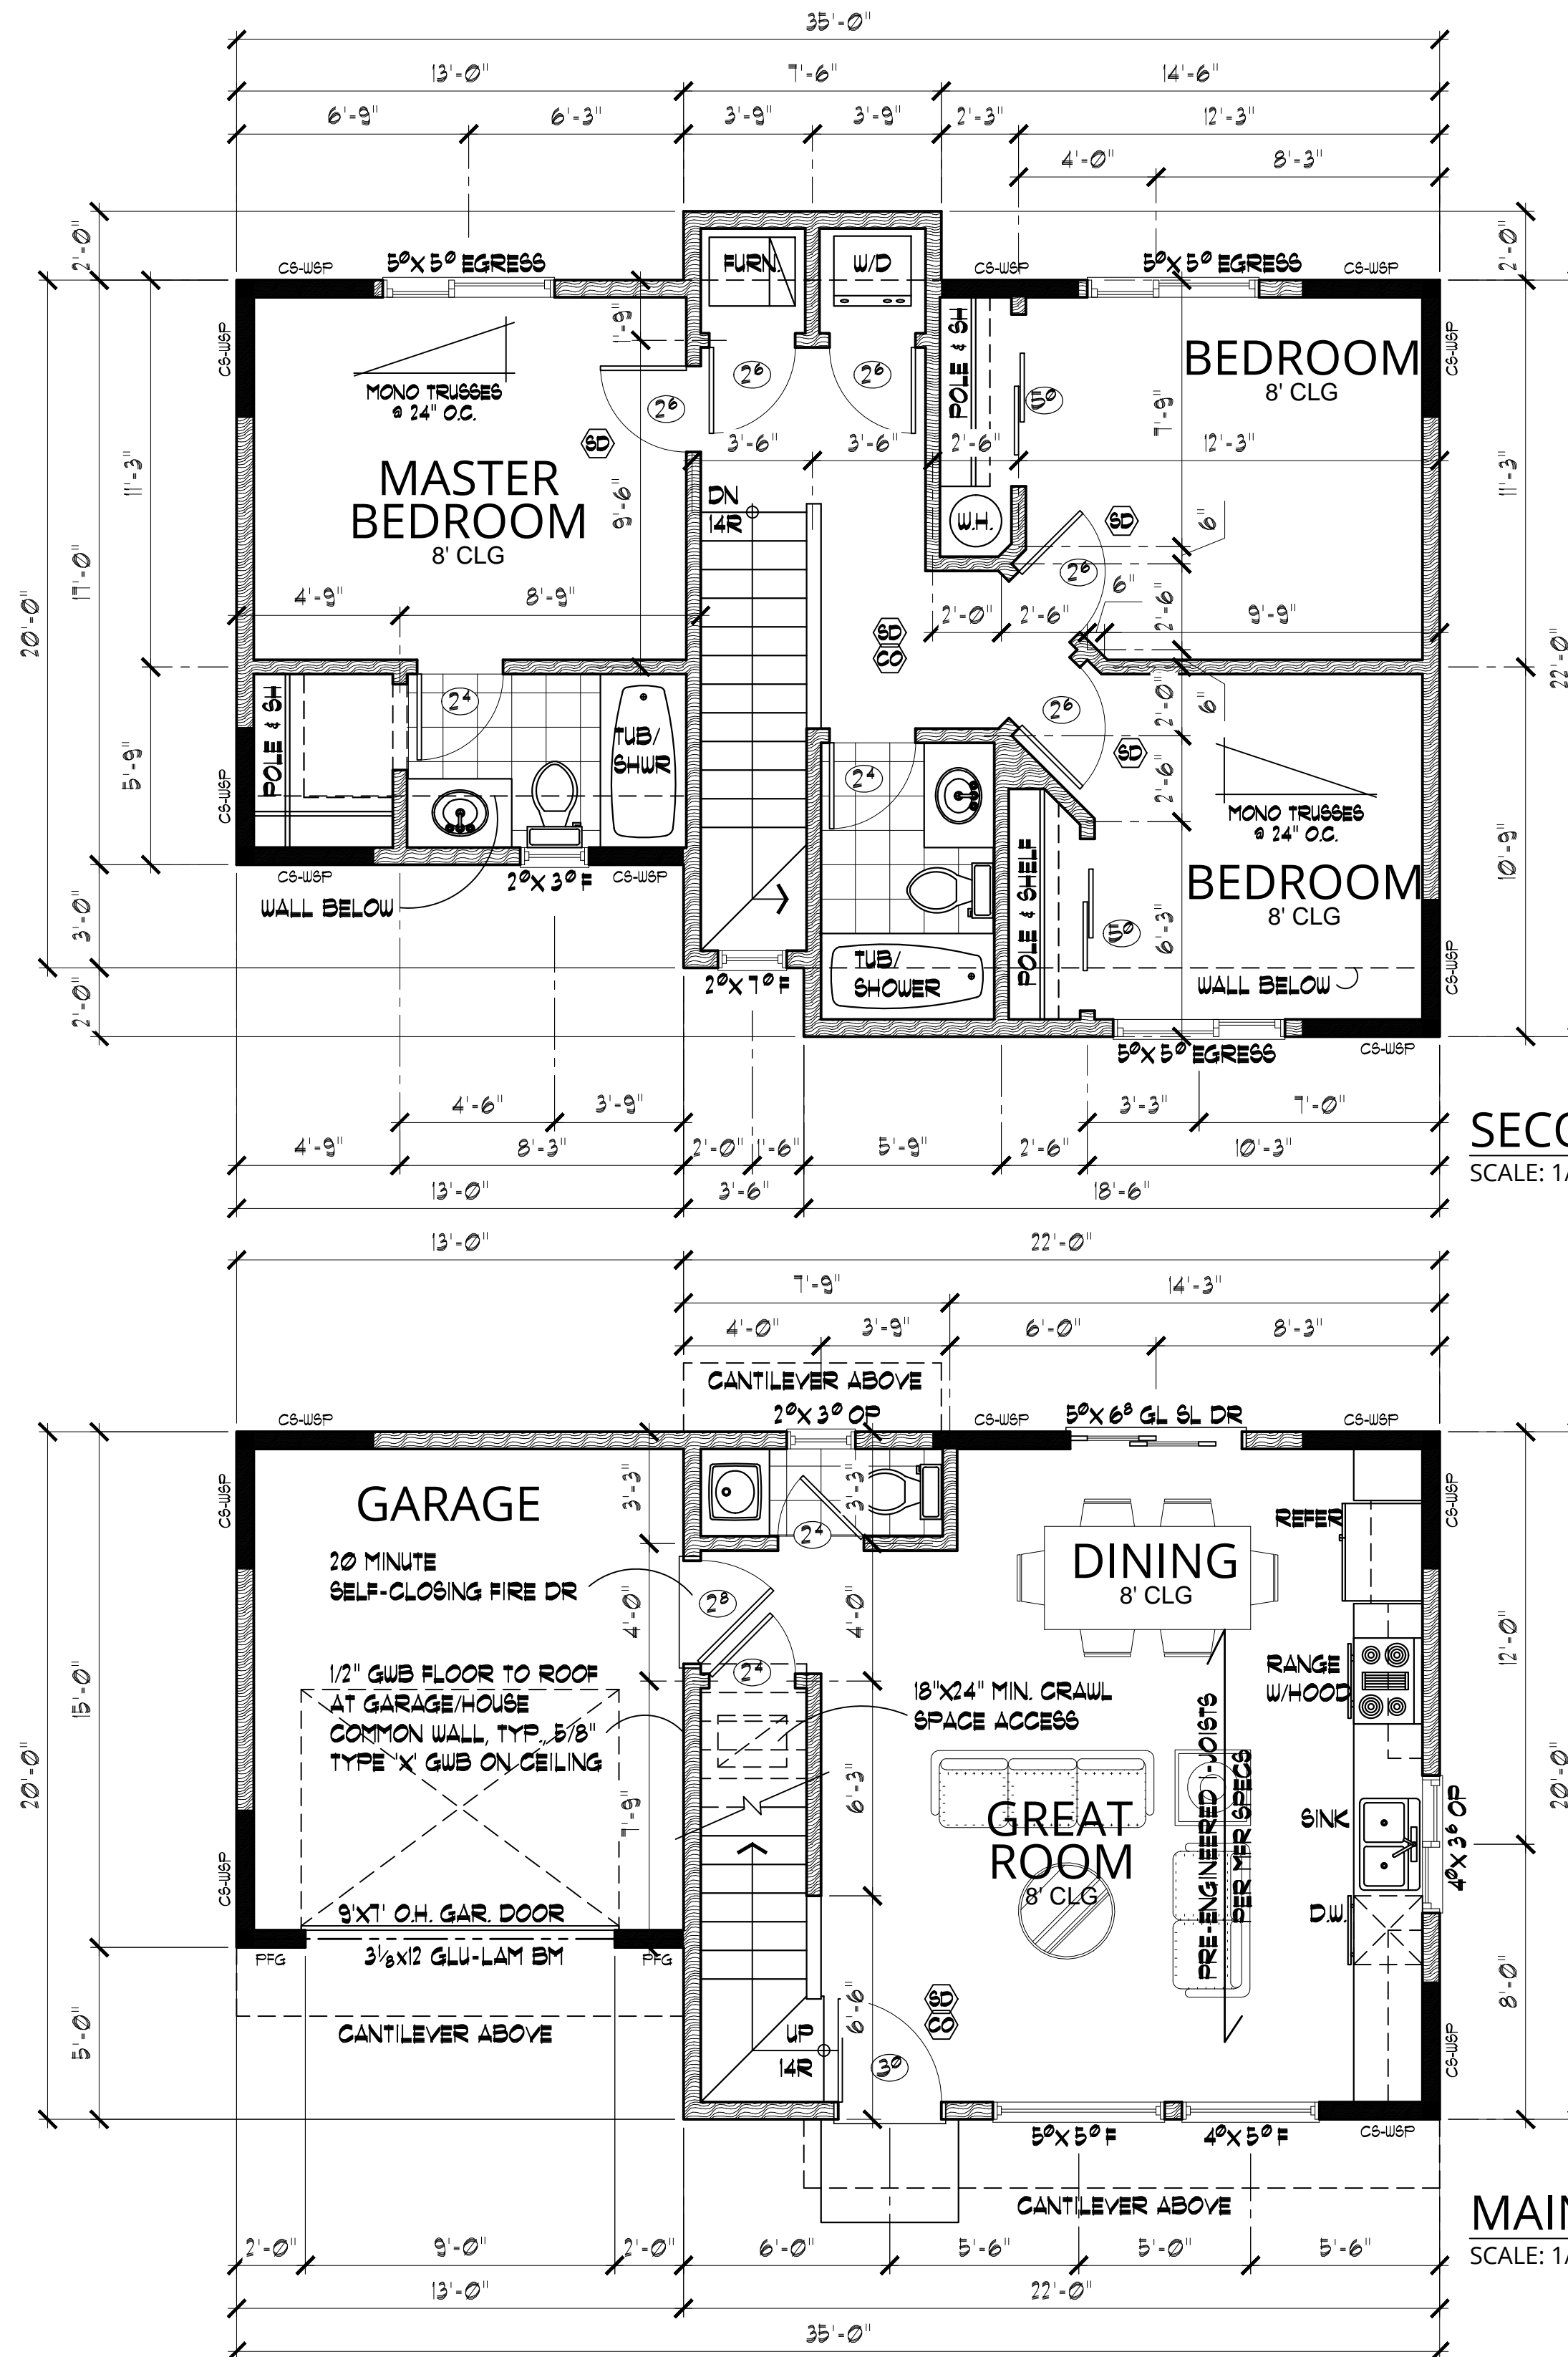 35'-0"
13'-0" 7'-6" 14'-6"
6'-9" 6'-3" 3'-9" 3'-9" 2'-3" 12'-3"
4'-0" 8'-3"
2'-0" 2'-0"
CS-WSP 5⁰X 5⁰ EGRESS FURN. W/D CS-WSP 5⁰X 5⁰ EGRESS CS-WSP
CS-WSP 1'-9" POLE & SH BEDROOM CS-WSP
8' CLG
MONO TRUSSES
@ 24" O.C.
2⁶ 2⁶ 2⁶ 5⁰ 7'-9"
SD 3'-6" 3'-6" 2'-6" 12'-3"
11'-3" MASTER 11'-3"
BEDROOM
8' CLG
9'-6" DN
14R W.H. SD 6"
17'-0" 2⁶ 6"
20'-0" 4'-9" 8'-9" 2'-0" 2'-6" 2'-6" 9'-9" 22'-0"
SD
CO
POLE & SH 2⁴ 2⁶ 2'-0" 6"
TUB/
SHWR
5'-9" 2⁴ SD 2'-6"
CS-WSP MONO TRUSSES
@ 24" O.C.
10'-9"
CS-WSP 2⁰X 3⁰ F CS-WSP BEDROOM
8' CLG
WALL BELOW POLE & SHELF
3'-0" 5⁰ 6'-3"
TUB/
SHOWER
2⁰X 7⁰ F WALL BELOW CS-WSP
2'-0"
5⁰X 5⁰ EGRESS CS-WSP
4'-6" 3'-9" 3'-3" 7'-0"
4'-9" 8'-3" 2'-0" 1'-6" 5'-9" 2'-6" 10'-3"
13'-0" 3'-6" 18'-6"
SECO
SCALE: 1/
13'-0" 22'-0"
7'-9" 14'-3"
4'-0" 3'-9" 6'-0" 8'-3"
CANTILEVER ABOVE
CS-WSP 2⁰X 3⁰ OP CS-WSP 5⁰X 6⁸ GL SL DR CS-WSP
CS-WSP GARAGE 3'-3" 3'-3" CS-WSP
REFER
20 MINUTE
SELF-CLOSING FIRE DR
2⁴ DINING
8' CLG
4'-0" 2⁸ 4'-0" 12'-0"
1/2" GWB FLOOR TO ROOF
AT GARAGE/HOUSE
COMMON WALL, TYP., 5/8"
TYPE 'X' GWB ON CEILING
2⁴ RANGE
W/HOOD
15'-0" 18"X24" MIN. CRAWL
SPACE ACCESS
20'-0" 7'-9" 6'-3" PRE-ENGINEERED I-JOISTS
PER MFR SPECS
20'-0"
GREAT
ROOM
8' CLG
SINK 4⁰X 3⁶ OP
CS-WSP 9'X7' O.H. GAR. DOOR D.W.
PFG 3⅛x12 GLU-LAM BM PFG
8'-0"
CANTILEVER ABOVE 6'-6" SD
CO
5'-0" UP
14R 3⁰ CS-WSP
5⁰X 5⁰ F 4⁰X 5⁰ F CS-WSP
CANTILEVER ABOVE
MAIN
SCALE: 1/
2'-0" 9'-0" 2'-0" 6'-0" 5'-6" 5'-0" 5'-6"
13'-0" 22'-0"
35'-0"